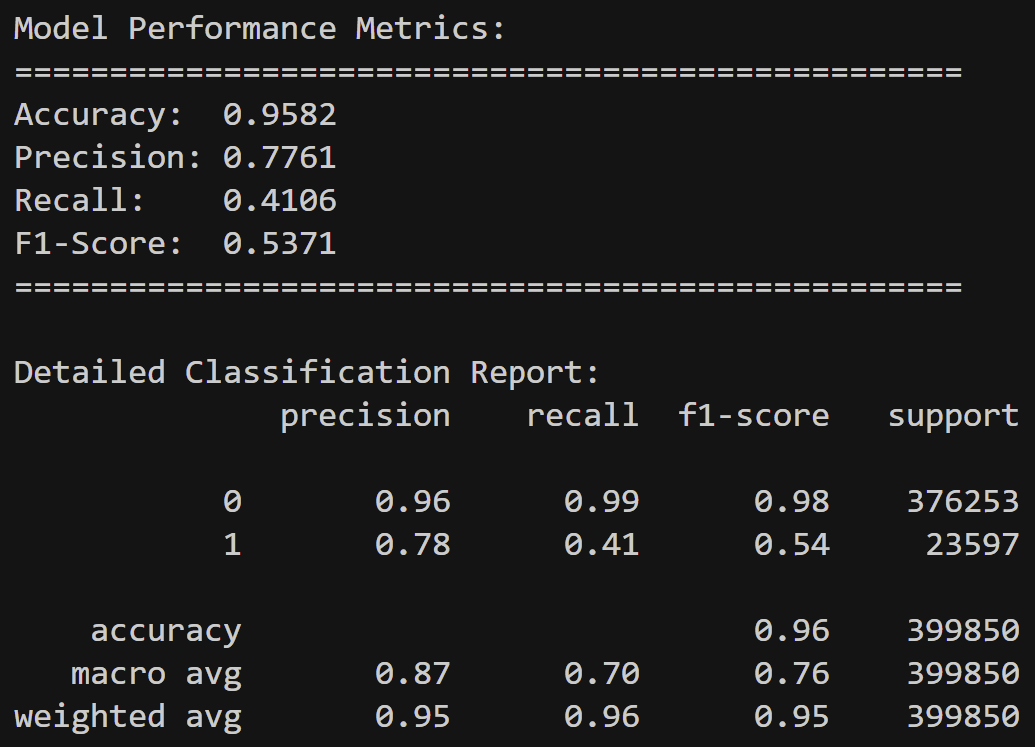 Model Performance Metrics:
==================================================
Accuracy:  0.9582
Precision: 0.7761
Recall:    0.4106
F1-Score:  0.5371
==================================================

Detailed Classification Report:
              precision    recall  f1-score   support

           0       0.96      0.99      0.98    376253
           1       0.78      0.41      0.54     23597

    accuracy                           0.96    399850
   macro avg       0.87      0.70      0.76    399850
weighted avg       0.95      0.96      0.95    399850